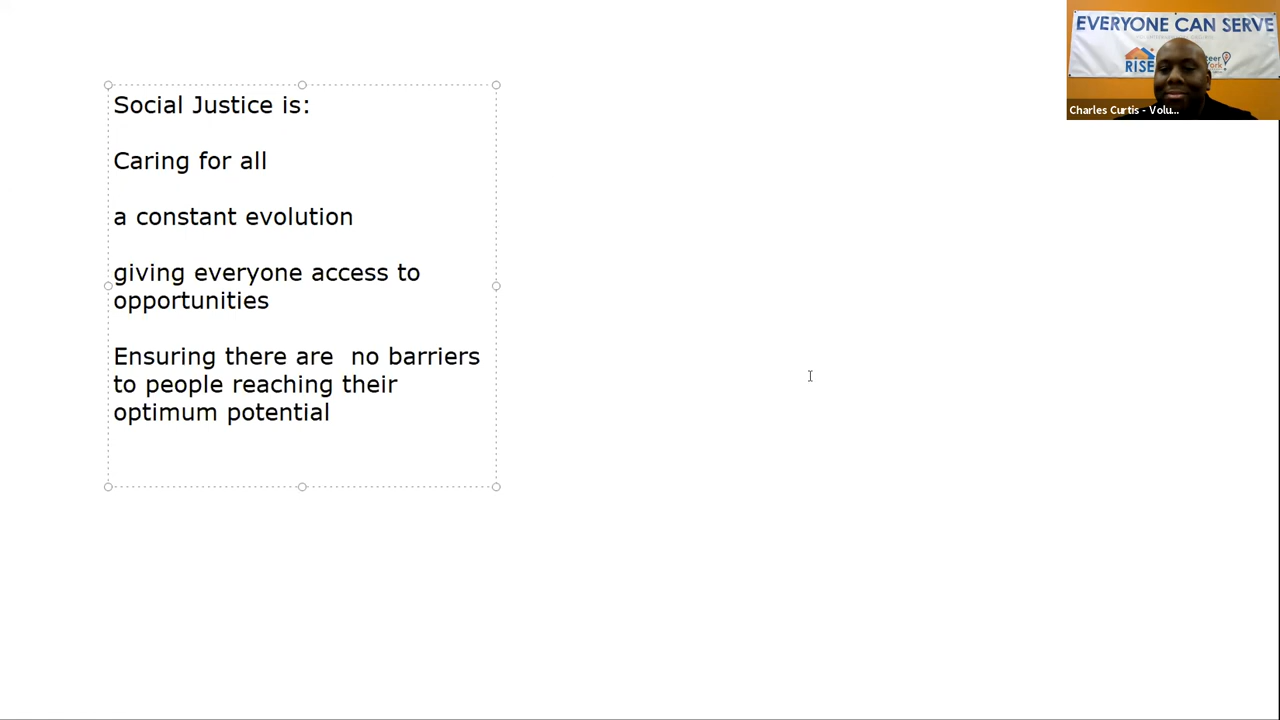 Social Justice is:
Caring for all
a constant evolution
giving everyone access to
opportunities
Ensuring there are  no barriers
to people reaching their
optimum potential
EVERYONE CAN SERVE
RISE
Charles Curtis - Volu...